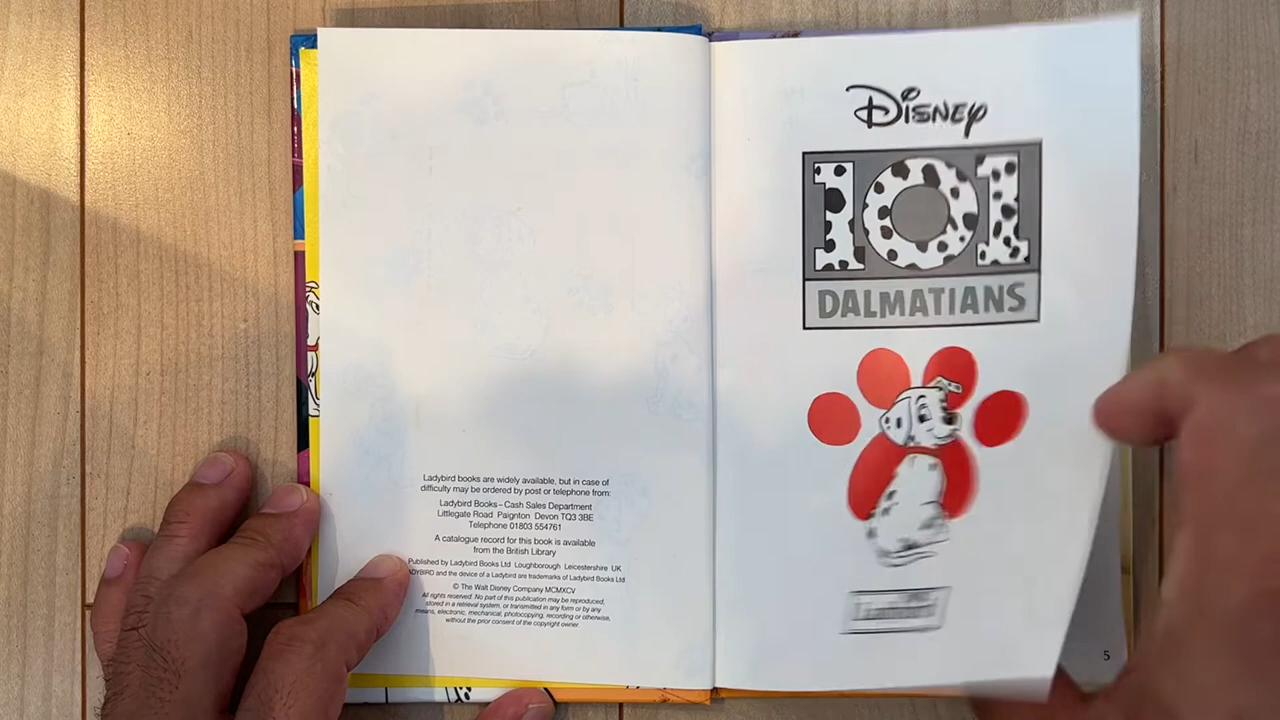 Ladybird books are widely available, but in case of
difficulty may be ordered by post or telephone from:
Ladybird Books – Cash Sales Department
Littlegate Road Paignton Devon TQ3 3BE
Telephone 01803 554761
A catalogue record for this book is available
from the British Library
Published by Ladybird Books Ltd Loughborough Leicestershire UK
and the device of a Ladybird are trademarks of Ladybird Books Ltd
© The Walt Disney Company MCMXCV
All rights reserved. No part of this publication may be reproduced,
stored in a retrieval system, or transmitted in any form or by any
means, electronic, mechanical, photocopying, recording or otherwise,
without the prior consent of the copyright owner.
Disney
101
DALMATIANS
5